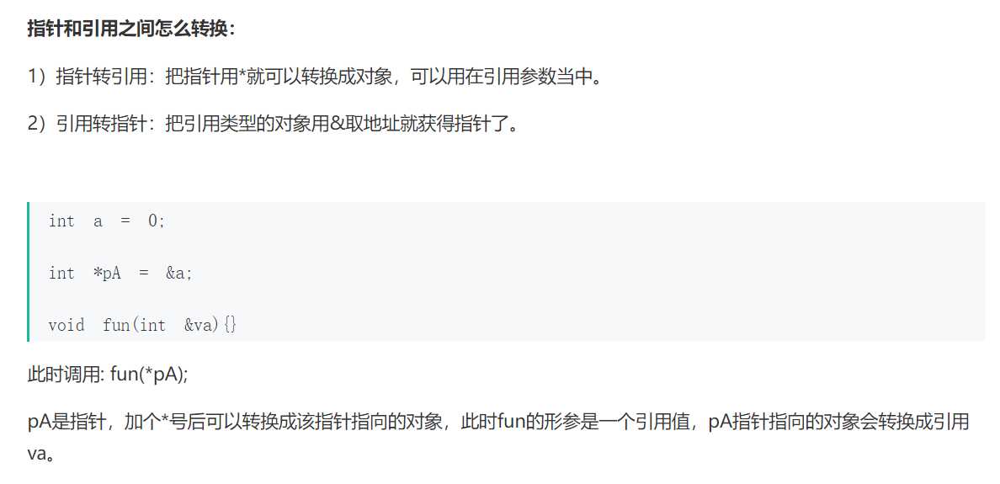 指针和引用之间怎么转换：
1）指针转引用：把指针用*就可以转换成对象，可以用在引用参数当中。
2）引用转指针：把引用类型的对象用&取地址就获得指针了。
int  a  =  0;
int  *pA  =  &a;
void  fun(int  &va){}
此时调用: fun(*pA);
pA是指针，加个*号后可以转换成该指针指向的对象，此时fun的形参是一个引用值，pA指针指向的对象会转换成引用
va。